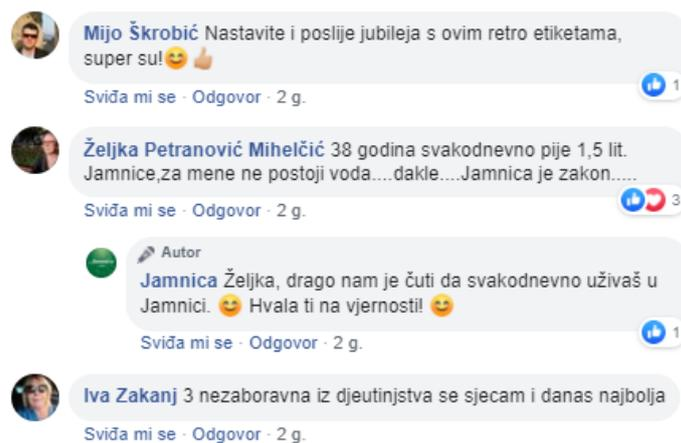 Mijo Škrobić Nastavite i poslije jubileja s ovim retro etiketama,
super su!😊👍🏼
1
Sviđa mi se · Odgovor · 2 g.
Željka Petranović Mihelčić 38 godina svakodnevno pije 1,5 lit.
Jamnice,za mene ne postoji voda....dakle....Jamnica je zakon.....
3
Sviđa mi se · Odgovor · 2 g.
Autor
Jamnica Željka, drago nam je čuti da svakodnevno uživaš u
Jamnici. 😊 Hvala ti na vjernosti! 😊
1
Sviđa mi se · Odgovor · 2 g.
Iva Zakanj 3 nezaboravna iz djeutinjstva se sjecam i danas najbolja
Sviđa mi se · Odgovor · 2 g.